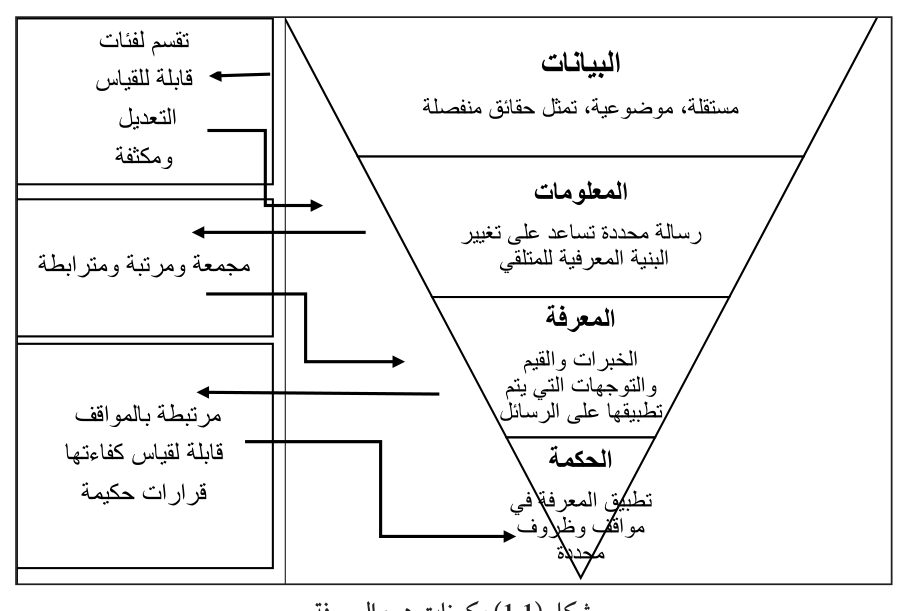 البيانات
مستقلة، موضوعية، تمثل حقائق منفصلة
تقسم لفئات
قابلة للقياس
التعديل
ومكثفة
المعلومات
رسالة محددة تساعد على تغيير
البنية المعرفية للمتلقي
مجمعة ومرتبة ومترابطة
المعرفة
الخبرات والقيم
والتوجهات التي يتم
تطبيقها على الرسائل
مرتبطة بالمواقف
قابلة لقياس كفاءتها
قرارات حكيمة
الحكمة
تطبيق المعرفة في
مواقف وظروف
محددة